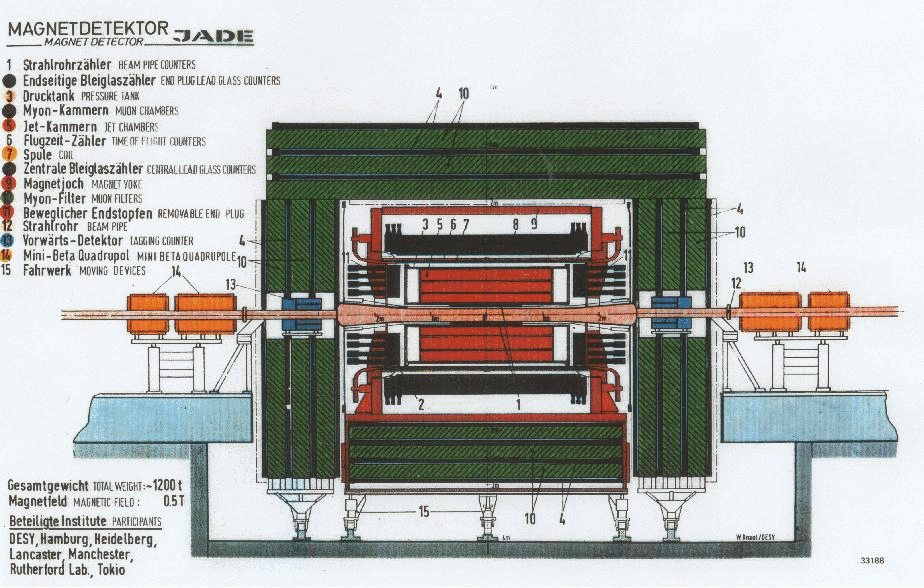 MAGNETDETEKTOR JADE
MAGNET DETECTOR
1 Strahlrohrzähler BEAM PIPE COUNTERS
Endseitige Bleiglaszähler END PLUG LEAD GLASS COUNTERS
3 Drucktank PRESSURE TANK
Myon-Kammern MUON CHAMBERS
5 Jet-Kammern JET CHAMBERS
6 Flugzeit-Zähler TIME OF FLIGHT COUNTERS
7 Spule COIL
Zentrale Bleiglaszähler CENTRAL LEAD GLASS COUNTERS
9 Magnetjoch MAGNET YOKE
10 Myon-Filter MUON FILTERS
11 Beweglicher Endstopfen REMOVABLE END PLUG
12 Strahlrohr BEAM PIPE
13 Vorwärts-Detektor TAGGING COUNTER
14 Mini-Beta Quadrupol MINI BETA QUADRUPOLE
15 Fahrwerk MOVING DEVICES
4 10
4
10
3 5 6 7 8 9
4
10
11
11
14
13
12
13
14
2m
1m
1m
2m
2
1
15
10
4
4m
Gesamtgewicht TOTAL WEIGHT: ~1200 t
Magnetfeld MAGNETIC FIELD: 0.5 T
Beteiligte Institute PARTICIPANTS
DESY, Hamburg, Heidelberg,
Lancaster, Manchester,
Rutherford Lab., Tokio
33188